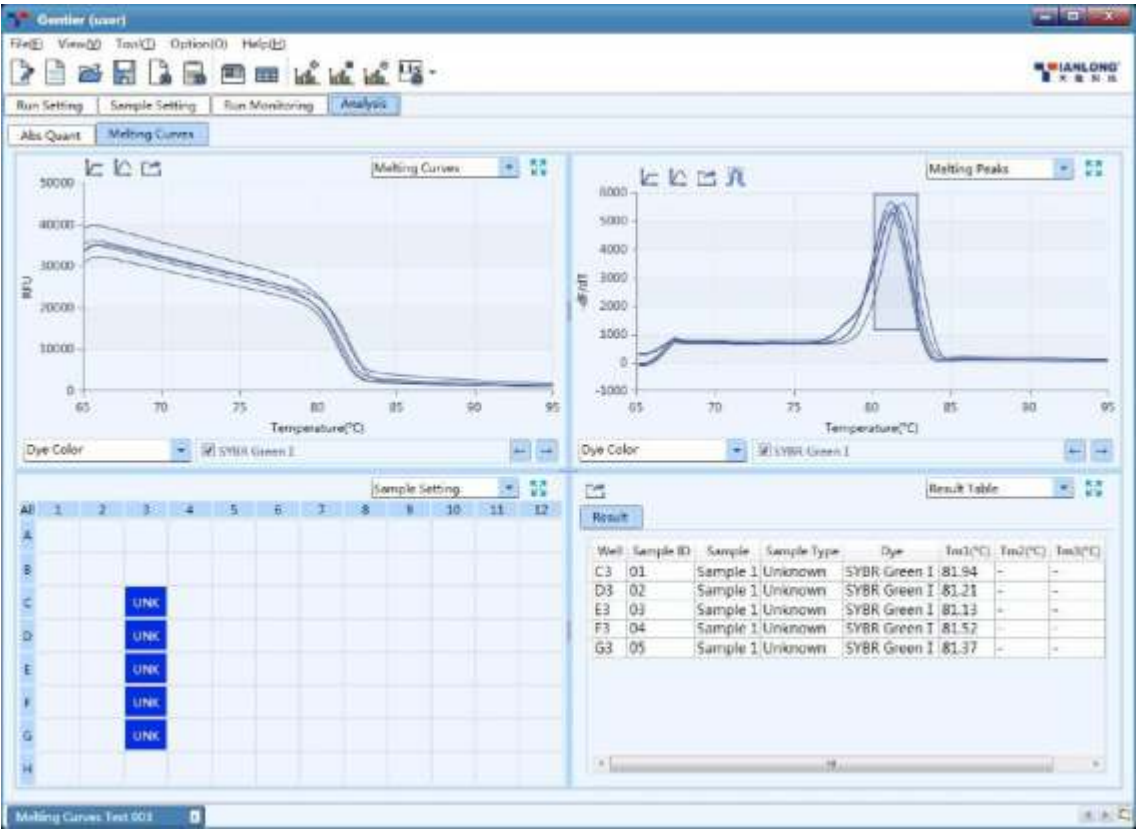 Gentier (user)
File(F) View(V) Tool(T) Option(O) Help(H)
LIS
TIANLONG
天隆科技
Run Setting Sample Setting Run Monitoring Analysis
Abs Quant Melting Curves
Melting Curves
50000
40000
30000
20000
10000
0
RFU
65 70 75 80 85 90 95
Temperature(°C)
Dye Color SYBR Green I
Melting Peaks
6000
5000
4000
3000
2000
1000
0
-1000
-dF/dT
65 70 75 80 85 90 95
Temperature(°C)
Dye Color SYBR Green I
Sample Setting
All 1 2 3 4 5 6 7 8 9 10 11 12
A
B
C UNK
D UNK
E UNK
F UNK
G UNK
H
Result Table
Result
Well Sample ID Sample Sample Type Dye Tm1(°C) Tm2(°C) Tm3(°C)
C3 01 Sample 1 Unknown SYBR Green I 81.94 - -
D3 02 Sample 1 Unknown SYBR Green I 81.21 - -
E3 03 Sample 1 Unknown SYBR Green I 81.13 - -
F3 04 Sample 1 Unknown SYBR Green I 81.52 - -
G3 05 Sample 1 Unknown SYBR Green I 81.37 - -
Melting Curves Test 003